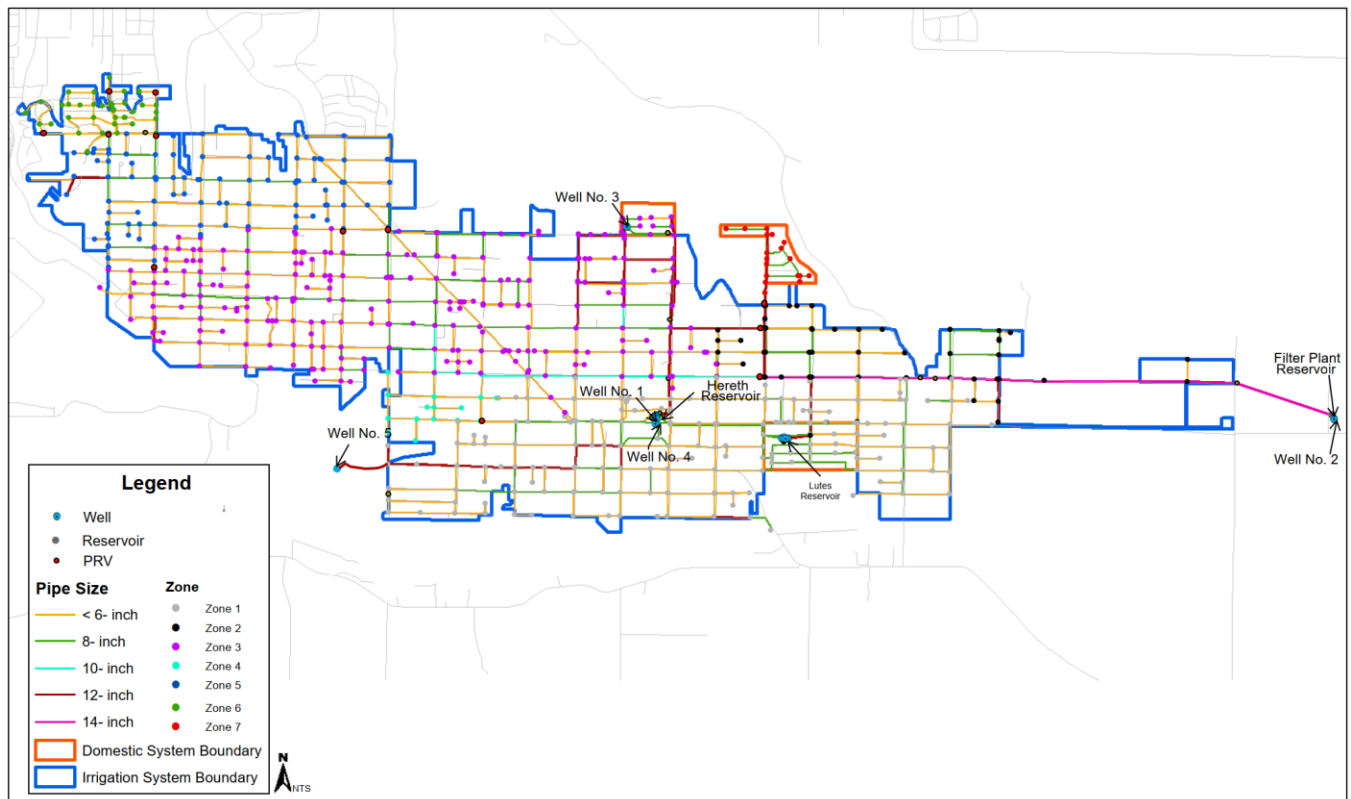 Well No. 3
Filter Plant
Reservoir
Well No. 1
Hereth
Reservoir
Well No. 5
Well No. 4
Well No. 2
Lutes
Reservoir
Legend
Well
Reservoir
PRV
Pipe Size
< 6- inch
8- inch
10- inch
12- inch
14- inch
Zone
Zone 1
Zone 2
Zone 3
Zone 4
Zone 5
Zone 6
Zone 7
Domestic System Boundary
Irrigation System Boundary
N
NTS